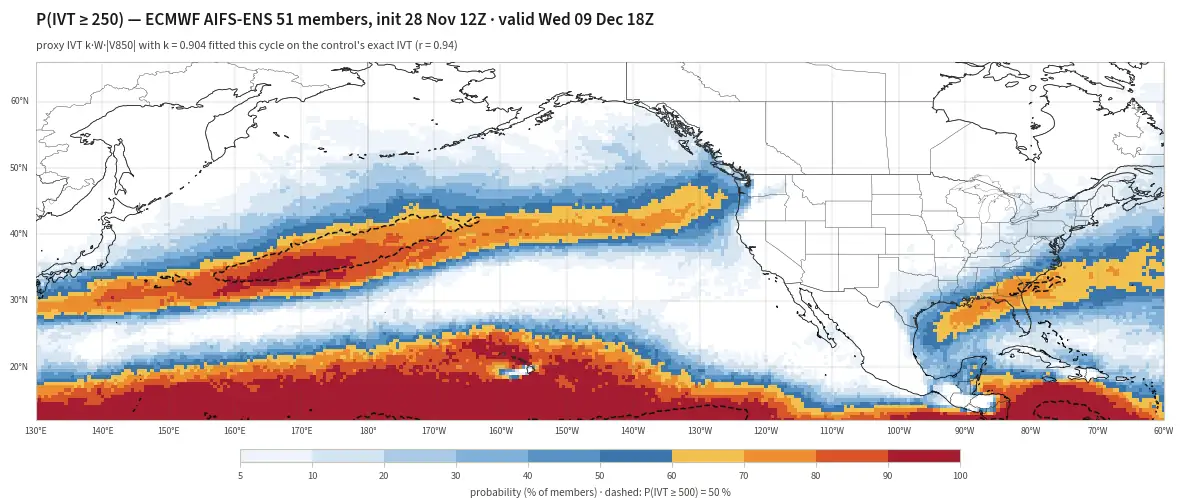 P(IVT ≥ 250) — ECMWF AIFS-ENS 51 members, init 28 Nov 12Z · valid Wed 09 Dec 18Z
proxy IVT k·W·|V850| with k = 0.904 fitted this cycle on the control's exact IVT (r = 0.94)
60°N
50°N
40°N
30°N
20°N
130°E 140°E 150°E 160°E 170°E 180° 170°W 160°W 150°W 140°W 130°W 120°W 110°W 100°W 90°W 80°W 70°W 60°W
5 10 20 30 40 50 60 70 80 90 100
probability (% of members) · dashed: P(IVT ≥ 500) = 50 %